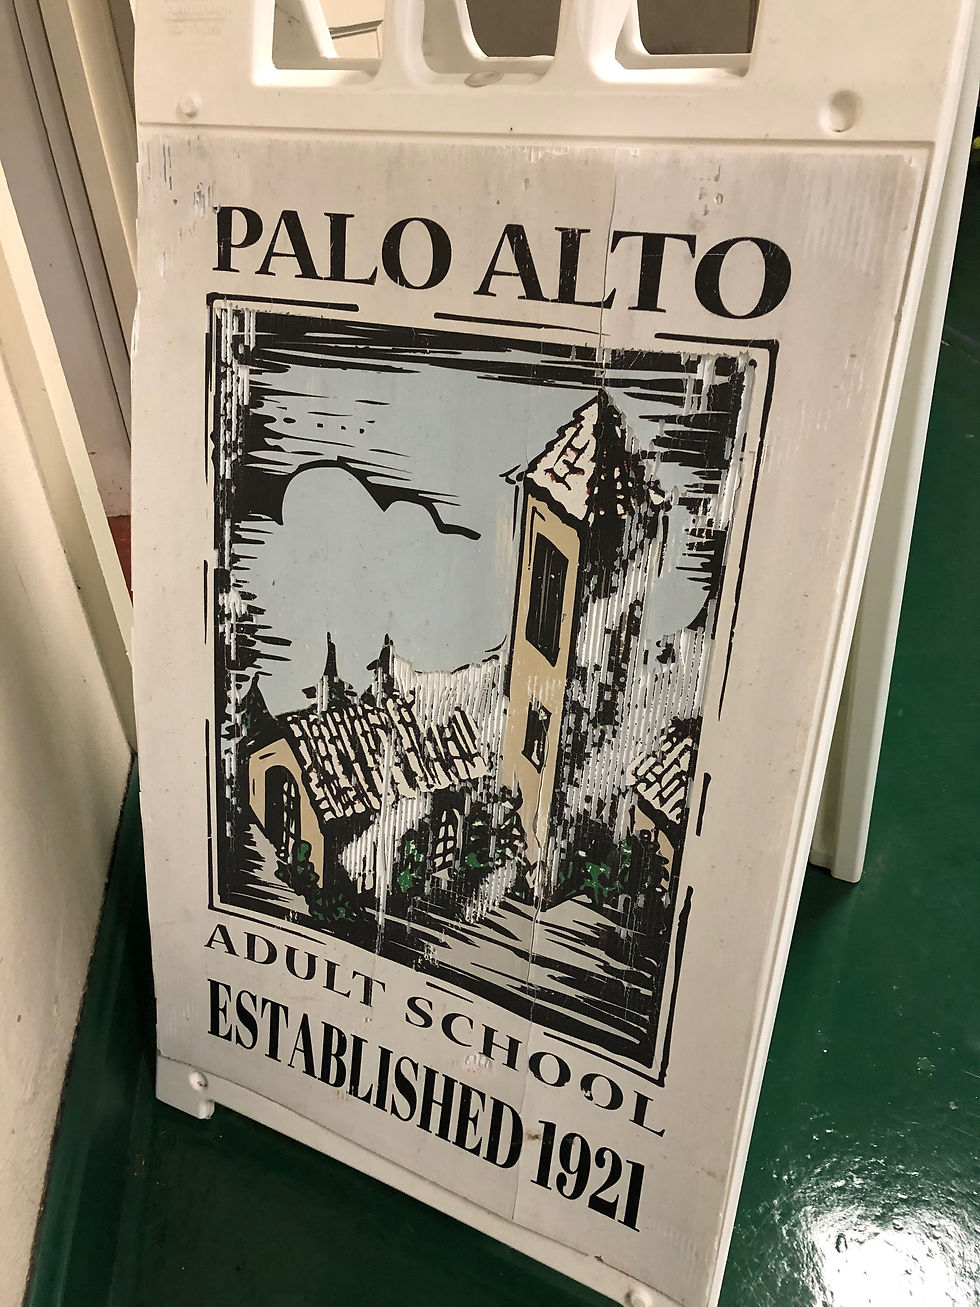 PALO ALTO
ADULT SCHOOL
ESTABLISHED 1921